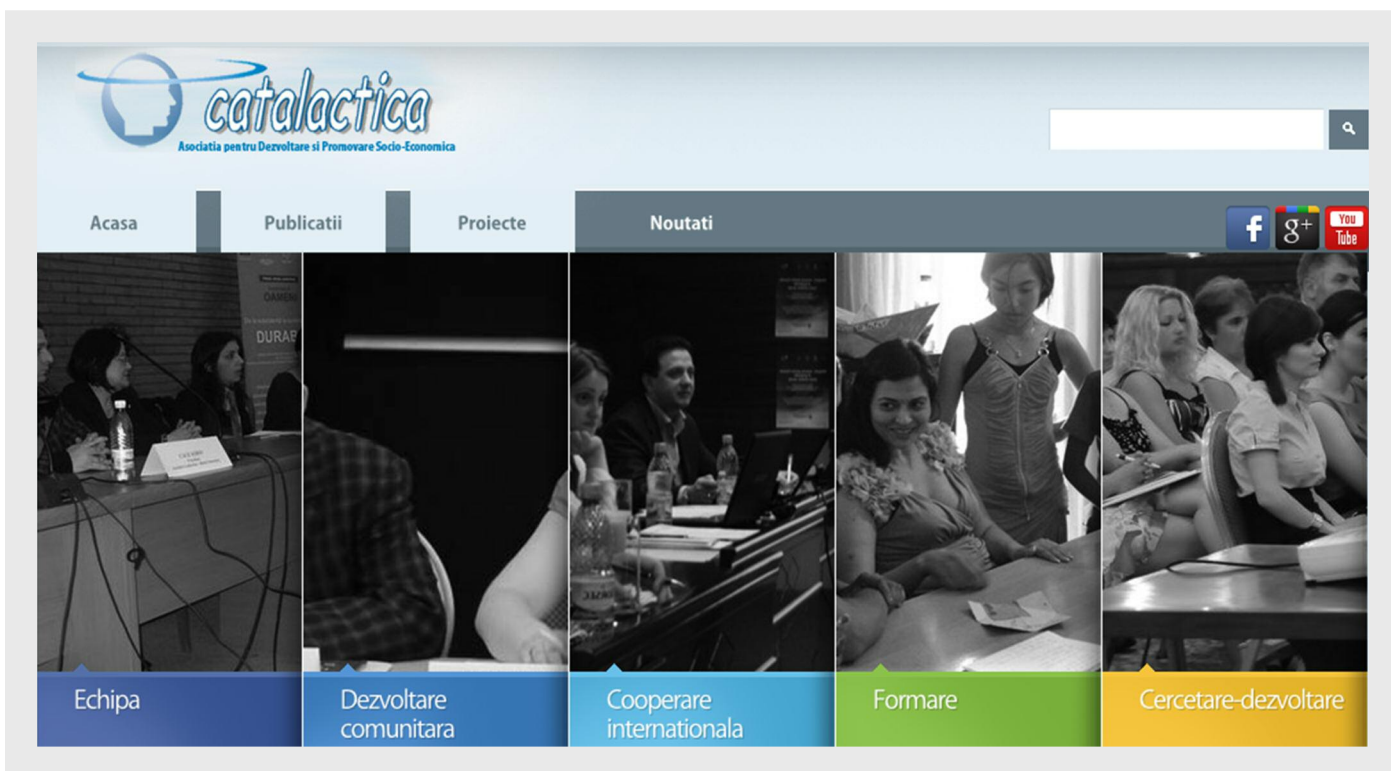 catalactica
Asociatia pentru Dezvoltare si Promovare Socio-Economica
Acasa
Publicatii
Proiecte
Noutati
f
g+
You
Tube
OAMENI
DURAB
Echipa
Dezvoltare
comunitara
Cooperare
internationala
Formare
Cercetare-dezvoltare